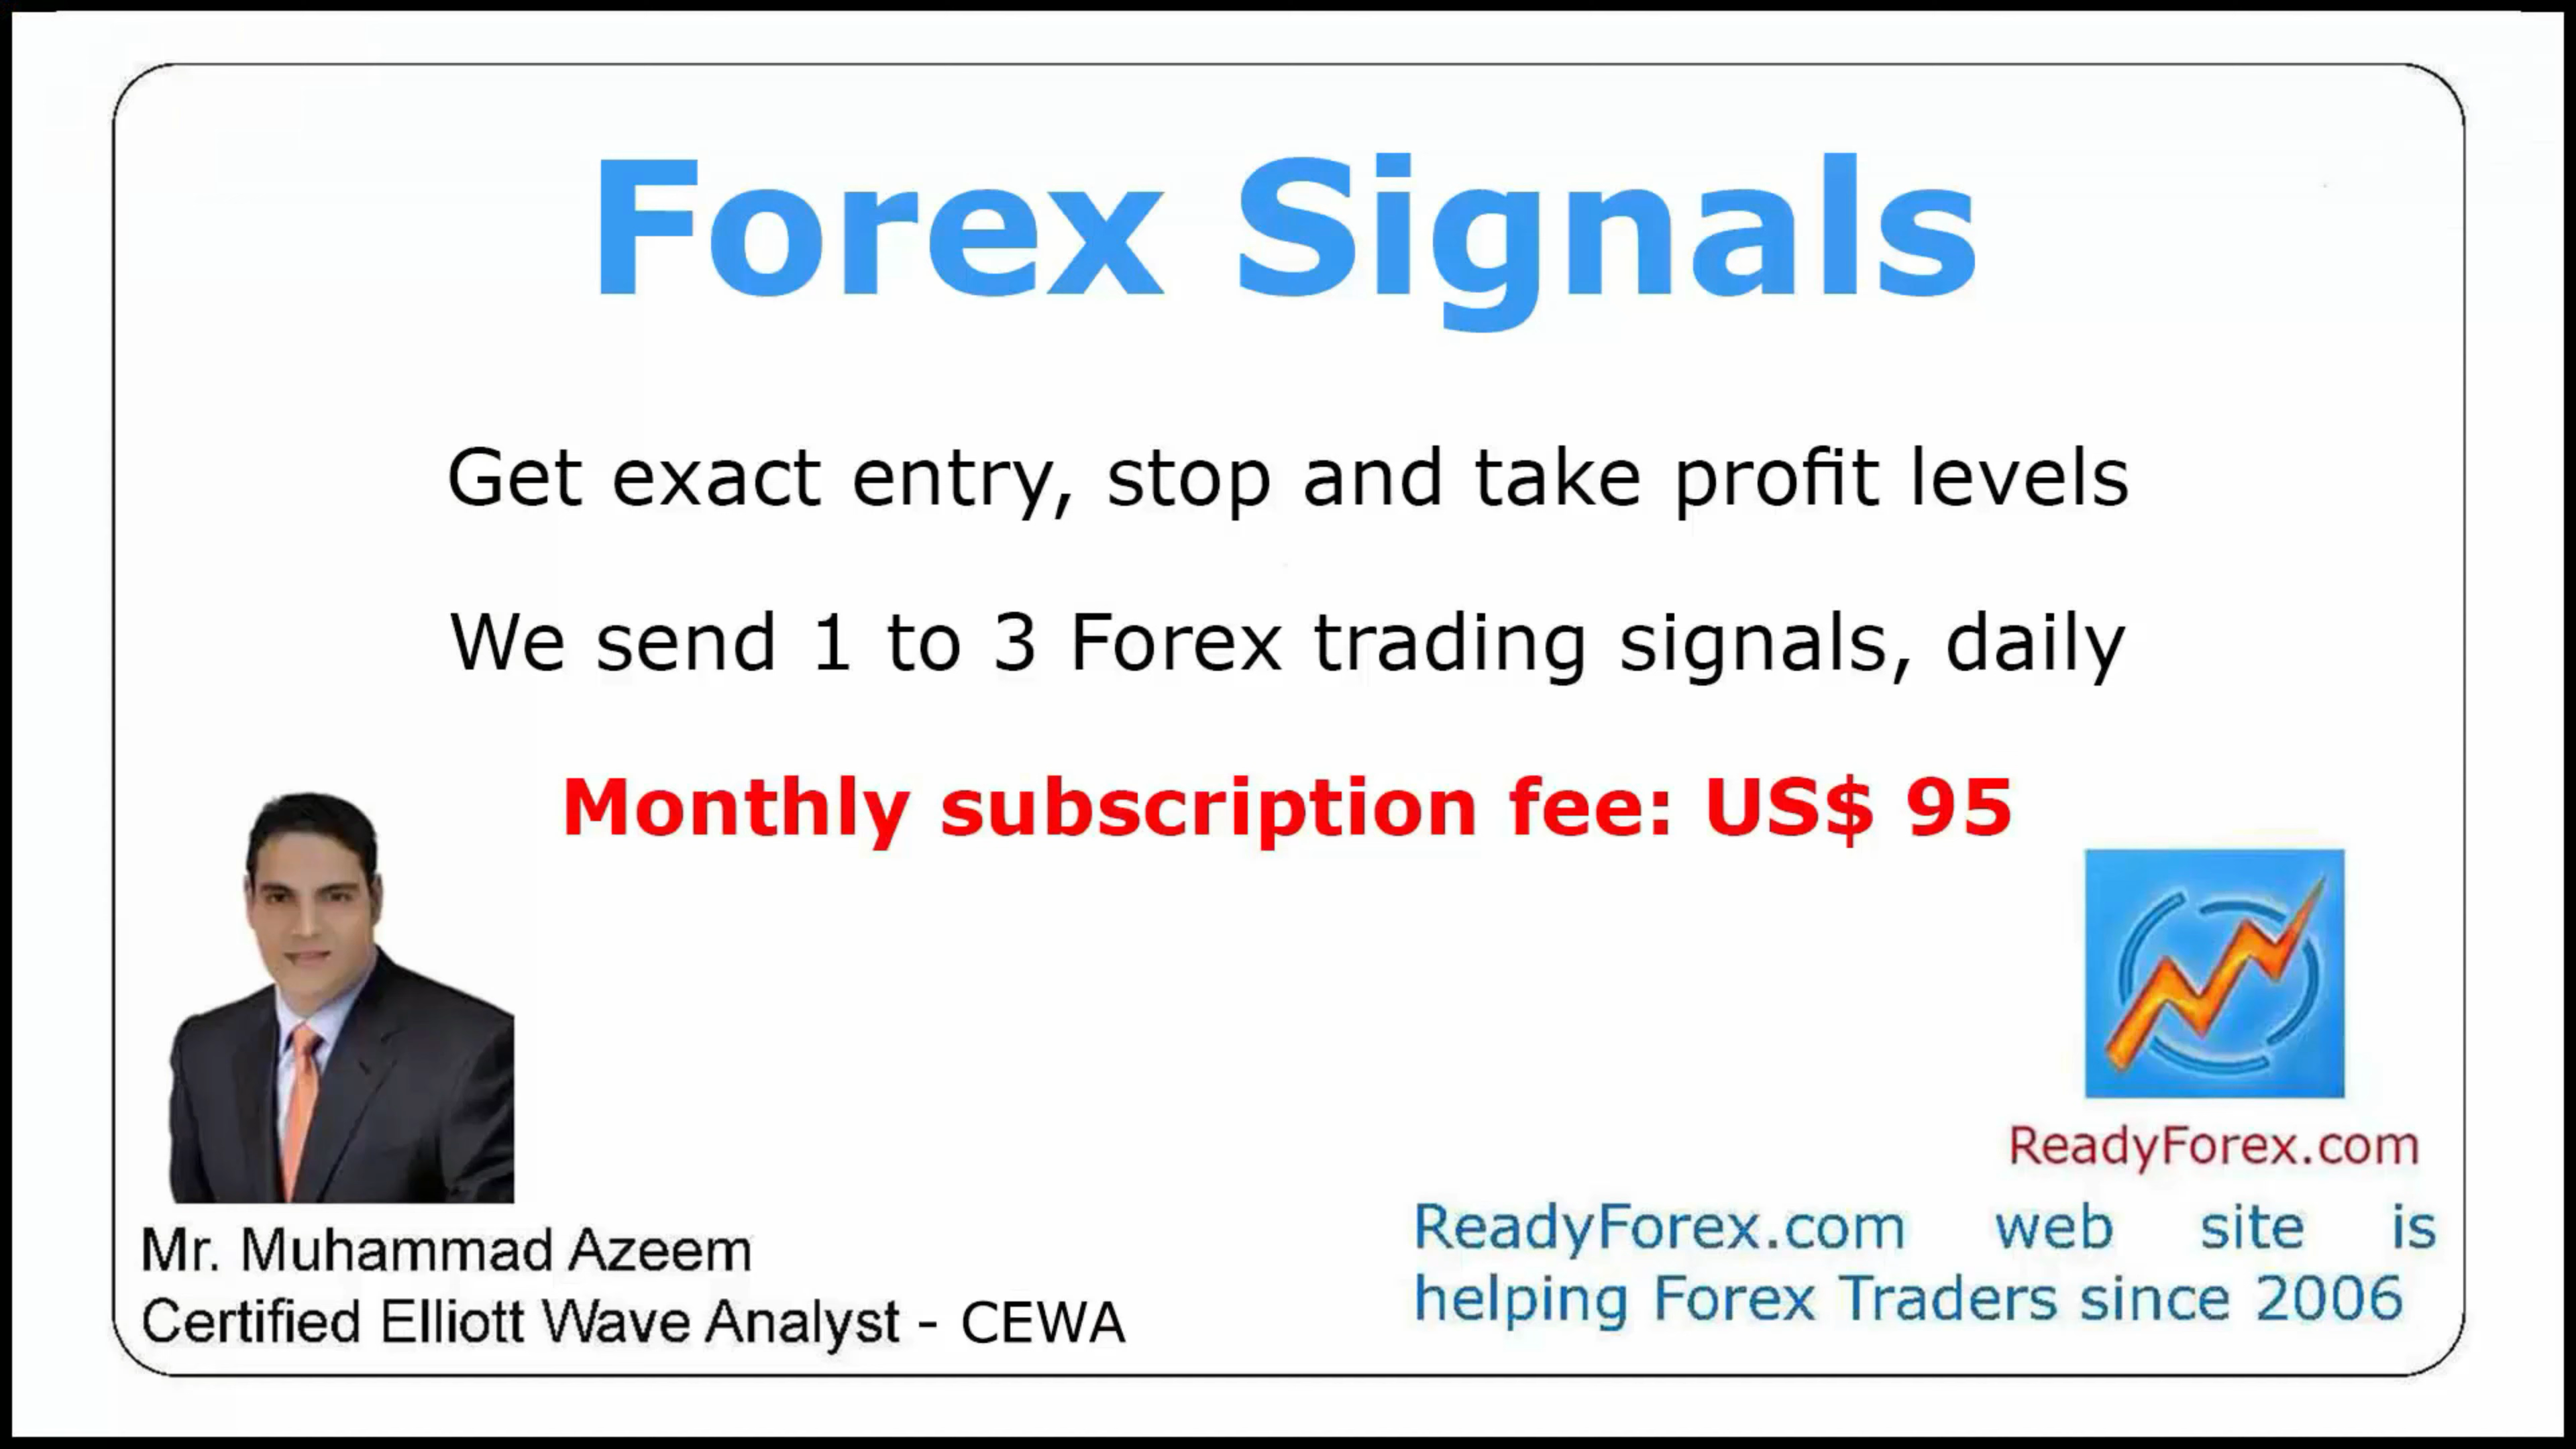 Forex Signals
Get exact entry, stop and take profit levels
We send 1 to 3 Forex trading signals, daily
Monthly subscription fee: US$ 95
ReadyForex.com
Mr. Muhammad Azeem
Certified Elliott Wave Analyst - CEWA
ReadyForex.com web site is
helping Forex Traders since 2006